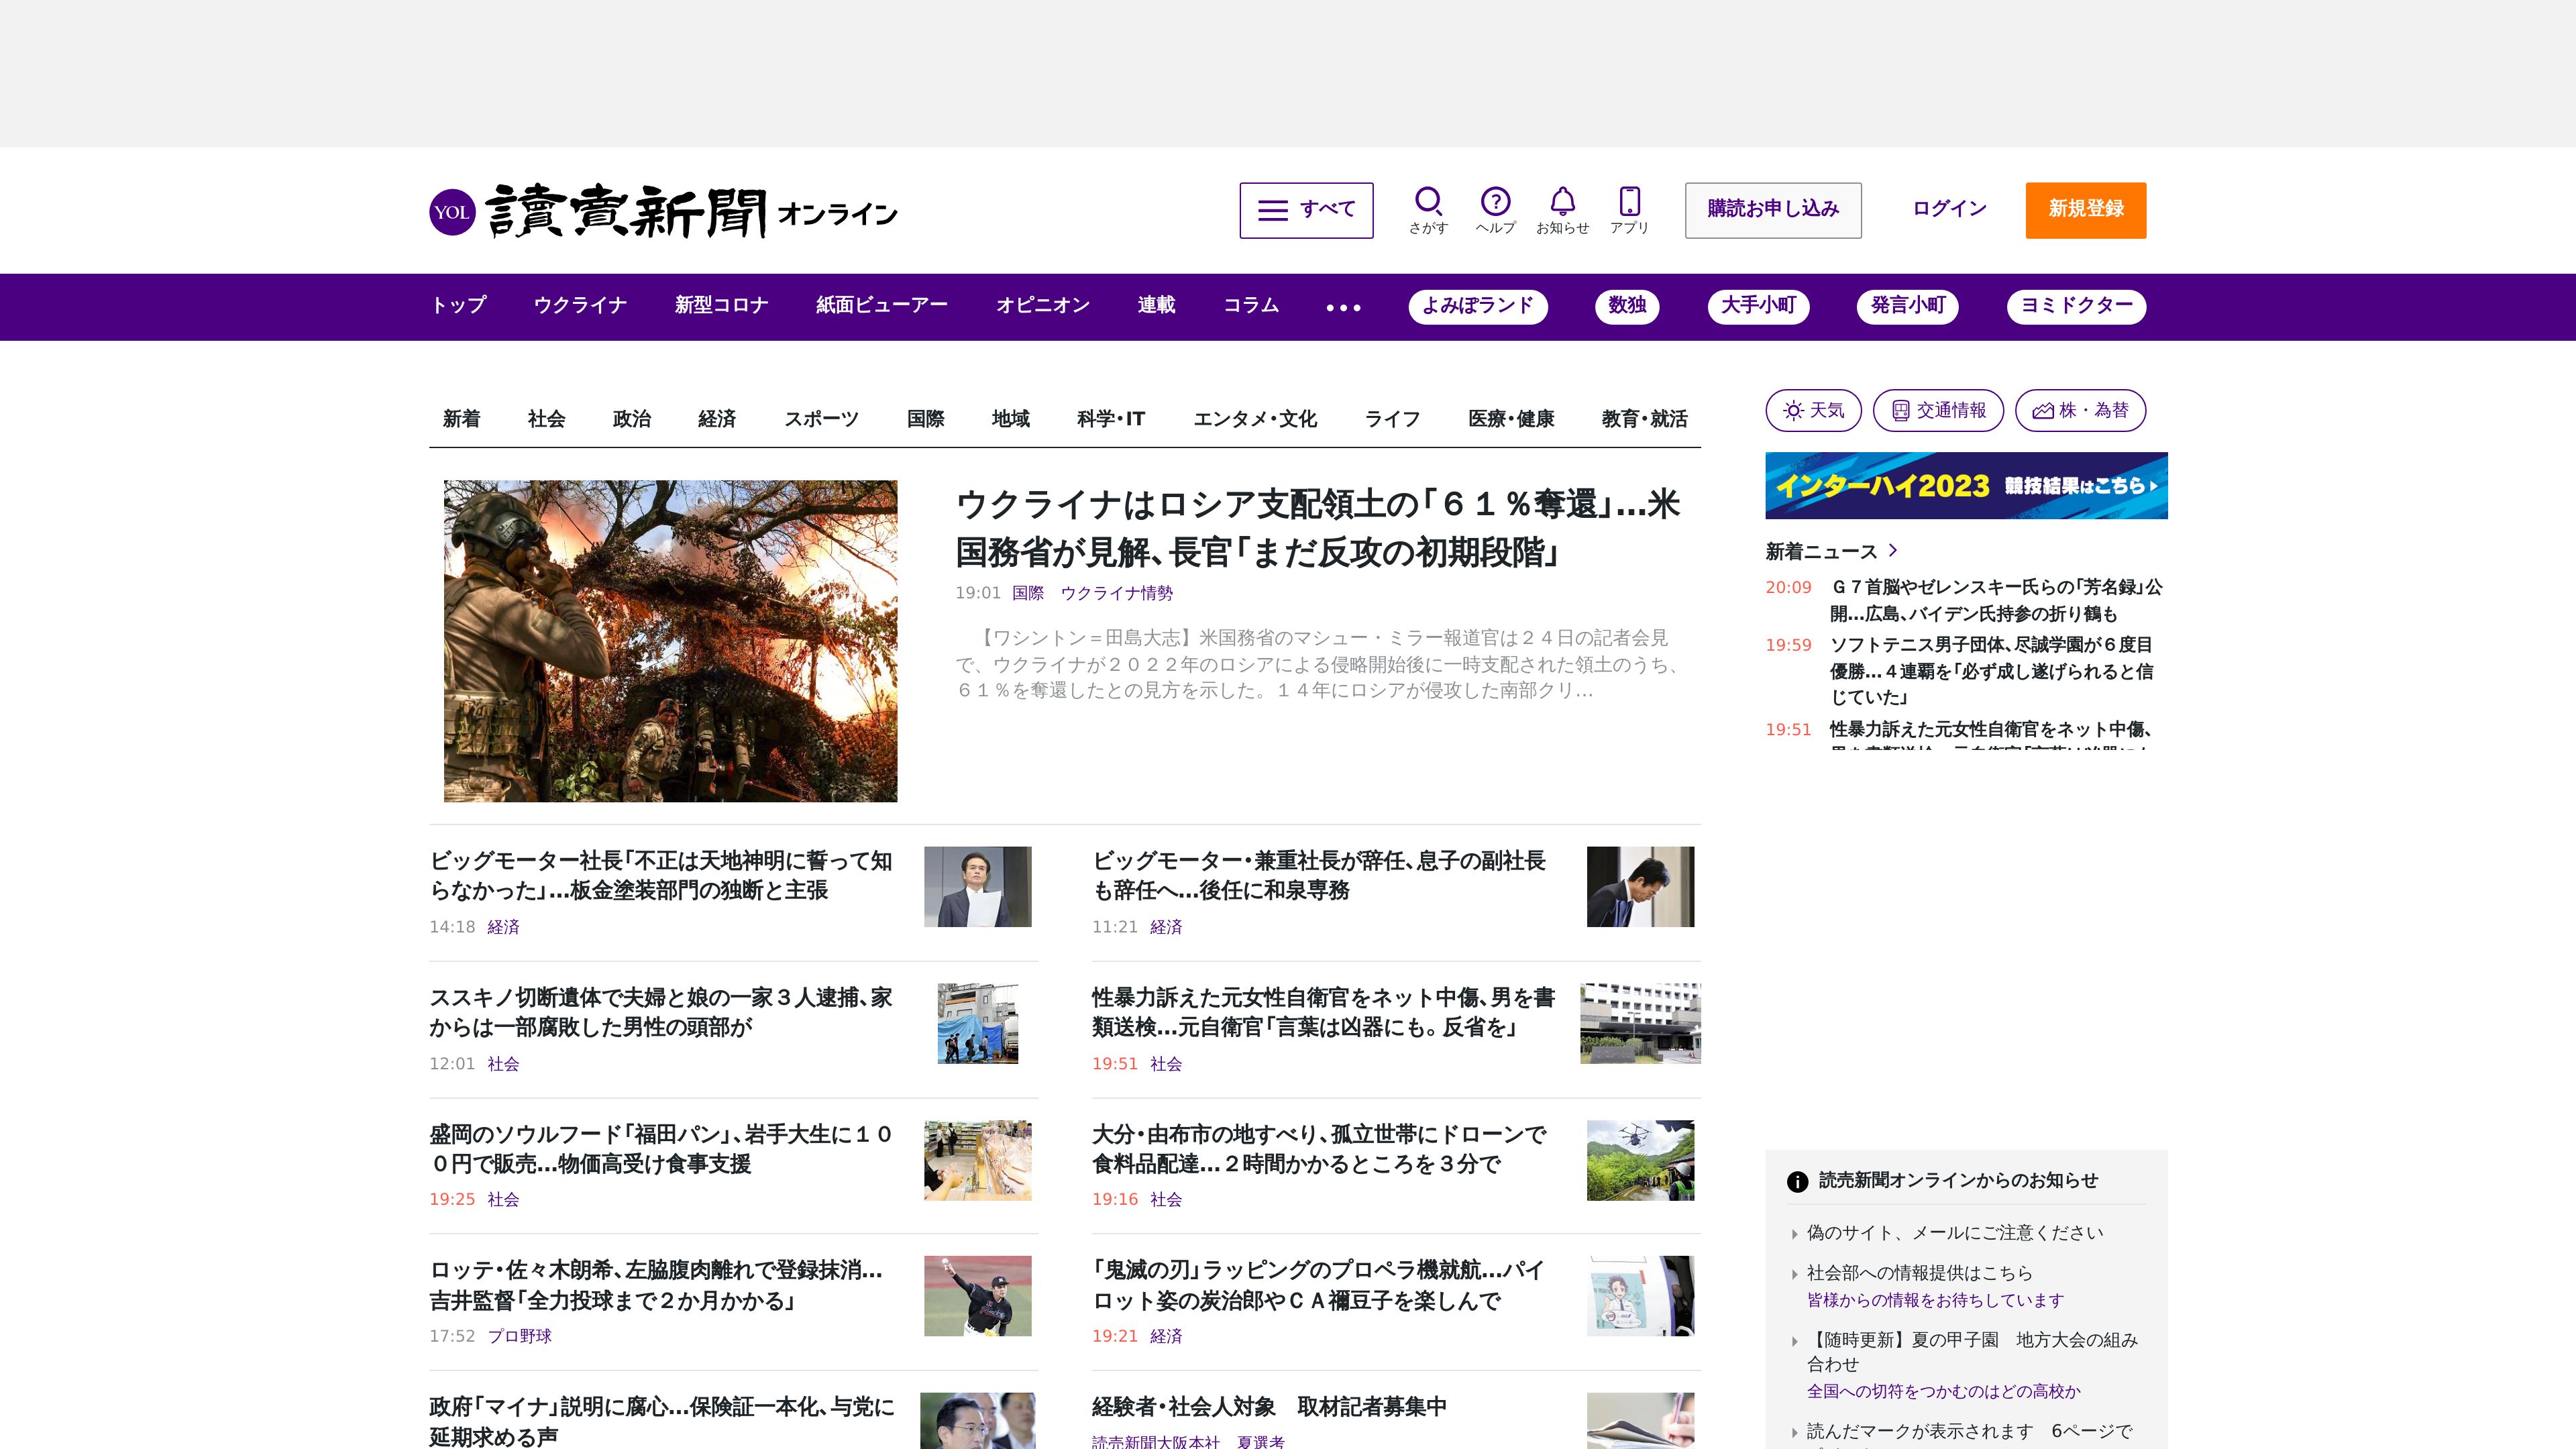 YOL 讀賣新聞 オンライン
すべて
さがす
ヘルプ
お知らせ
アプリ
購読お申し込み
ログイン
新規登録
トップ ウクライナ 新型コロナ 紙面ビューアー オピニオン 連載 コラム ••• よみぽランド 数独 大手小町 発言小町 ヨミドクター
新着 社会 政治 経済 スポーツ 国際 地域 科学・IT エンタメ・文化 ライフ 医療・健康 教育・就活
ウクライナはロシア支配領土の「６１％奪還」…米
国務省が見解、長官「まだ反攻の初期段階」
19:01 国際 ウクライナ情勢
【ワシントン＝田島大志】米国務省のマシュー・ミラー報道官は２４日の記者会見
で、ウクライナが２０２２年のロシアによる侵略開始後に一時支配された領土のうち、
６１％を奪還したとの見方を示した。１４年にロシアが侵攻した南部クリ…
ビッグモーター社長「不正は天地神明に誓って知
らなかった」…板金塗装部門の独断と主張
14:18 経済
ビッグモーター・兼重社長が辞任、息子の副社長
も辞任へ…後任に和泉専務
11:21 経済
ススキノ切断遺体で夫婦と娘の一家３人逮捕、家
からは一部腐敗した男性の頭部が
12:01 社会
性暴力訴えた元女性自衛官をネット中傷、男を書
類送検…元自衛官「言葉は凶器にも。反省を」
19:51 社会
盛岡のソウルフード「福田パン」、岩手大生に１０
０円で販売…物価高受け食事支援
19:25 社会
大分・由布市の地すべり、孤立世帯にドローンで
食料品配達…２時間かかるところを３分で
19:16 社会
ロッテ・佐々木朗希、左脇腹肉離れで登録抹消…
吉井監督「全力投球まで２か月かかる」
17:52 プロ野球
「鬼滅の刃」ラッピングのプロペラ機就航…パイ
ロット姿の炭治郎やＣＡ禰豆子を楽しんで
19:21 経済
政府「マイナ」説明に腐心…保険証一本化、与党に
延期求める声
経験者・社会人対象 取材記者募集中
読売新聞大阪本社 夏選考
天気
交通情報
株・為替
インターハイ2023 競技結果はこちら
新着ニュース
20:09 Ｇ７首脳やゼレンスキー氏らの「芳名録」公
開…広島、バイデン氏持参の折り鶴も
19:59 ソフトテニス男子団体、尽誠学園が６度目
優勝…４連覇を「必ず成し遂げられると信
じていた」
19:51 性暴力訴えた元女性自衛官をネット中傷、
読売新聞オンラインからのお知らせ
偽のサイト、メールにご注意ください
社会部への情報提供はこちら
皆様からの情報をお待ちしています
【随時更新】夏の甲子園 地方大会の組み
合わせ
全国への切符をつかむのはどの高校か
読んだマークが表示されます 6ページで